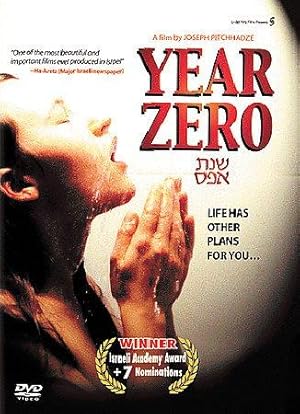 A film by JOSEPH PITCHHADZE
"One of the most beautiful and
important films ever produced in Israel"
-Ha-Aretz (Major Israeli newspaper)
YEAR
ZERO
שנת
אפס
LIFE HAS
OTHER
PLANS
FOR YOU...
WINNER
Israeli Academy Award
+ 7 Nominations
DVD
VIDEO